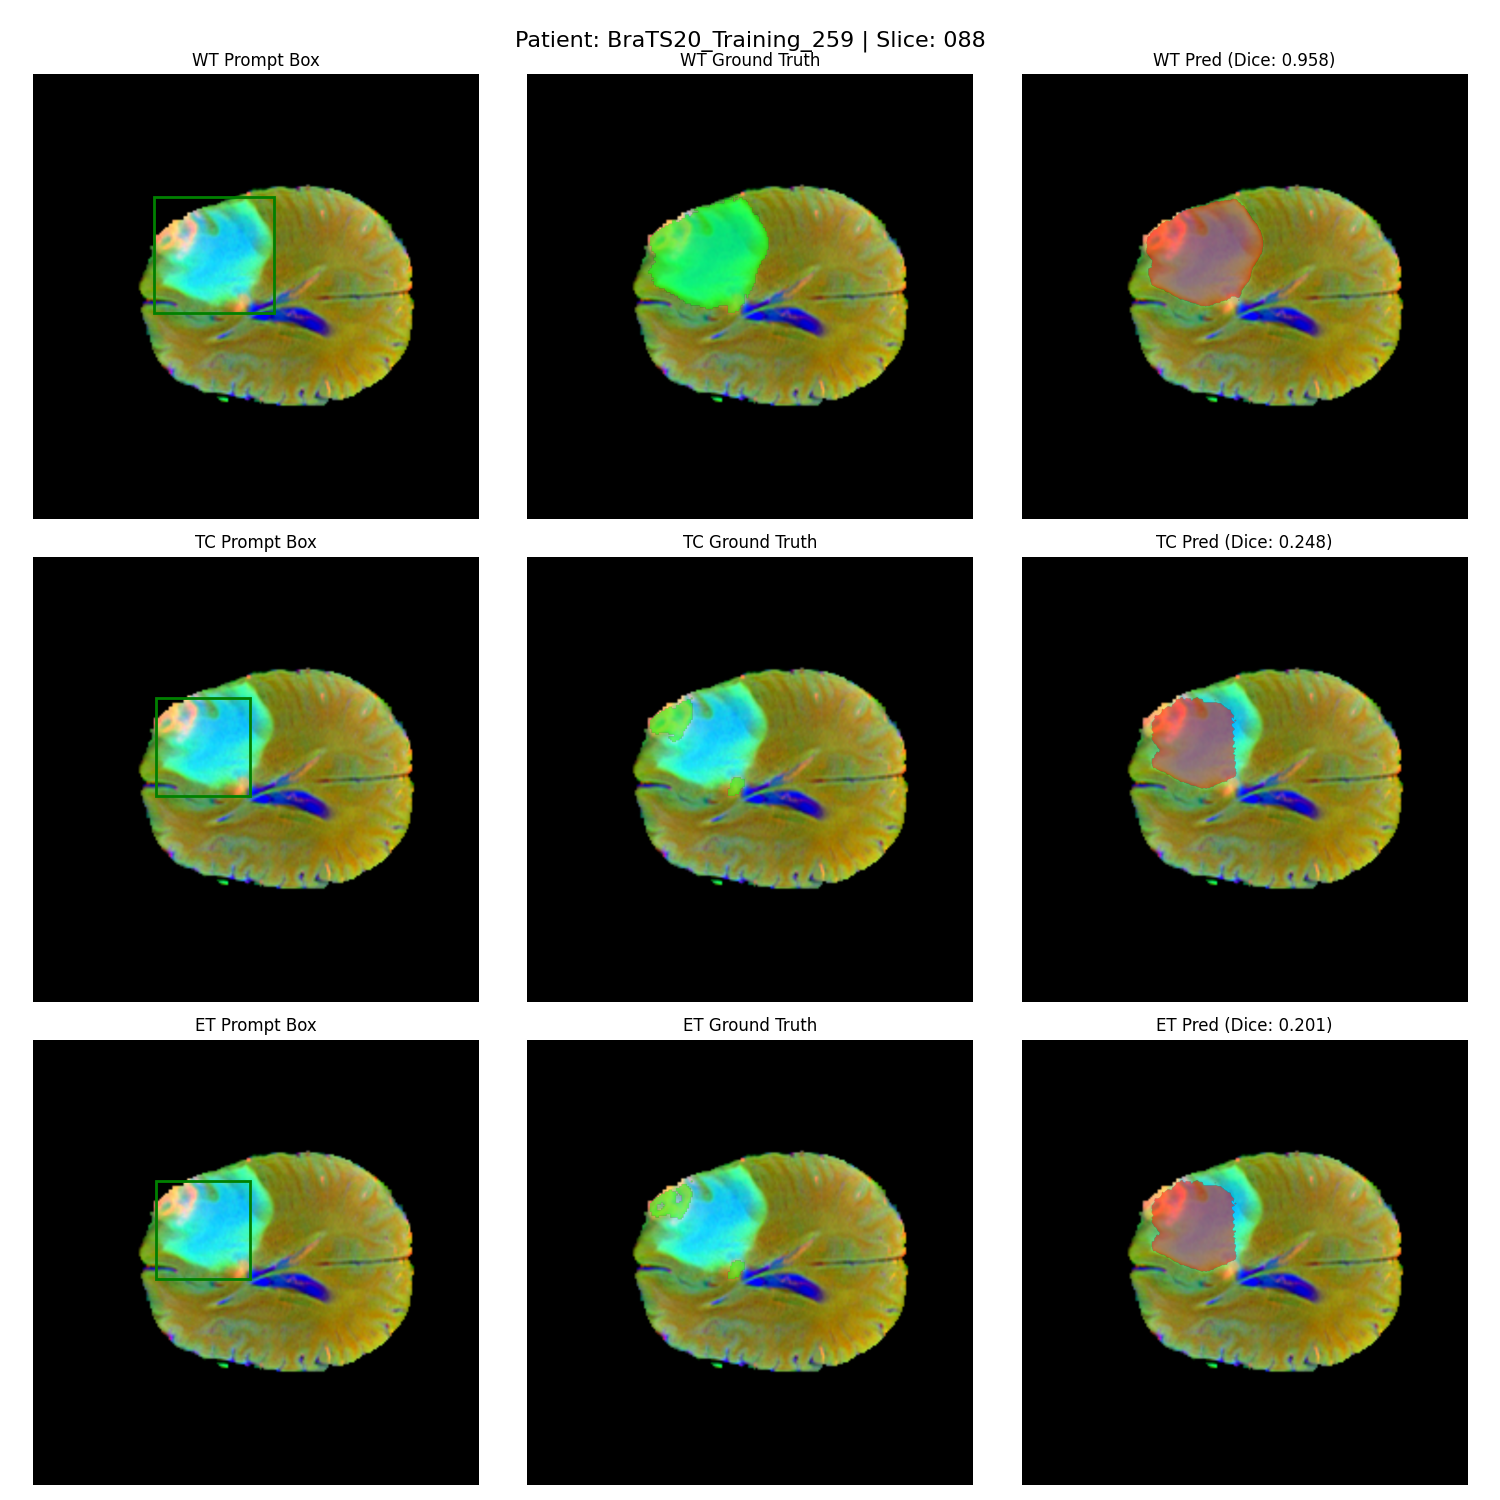 Patient: BraTS20_Training_259 | Slice: 088
WT Prompt Box
WT Ground Truth
WT Pred (Dice: 0.958)
TC Prompt Box
TC Ground Truth
TC Pred (Dice: 0.248)
ET Prompt Box
ET Ground Truth
ET Pred (Dice: 0.201)